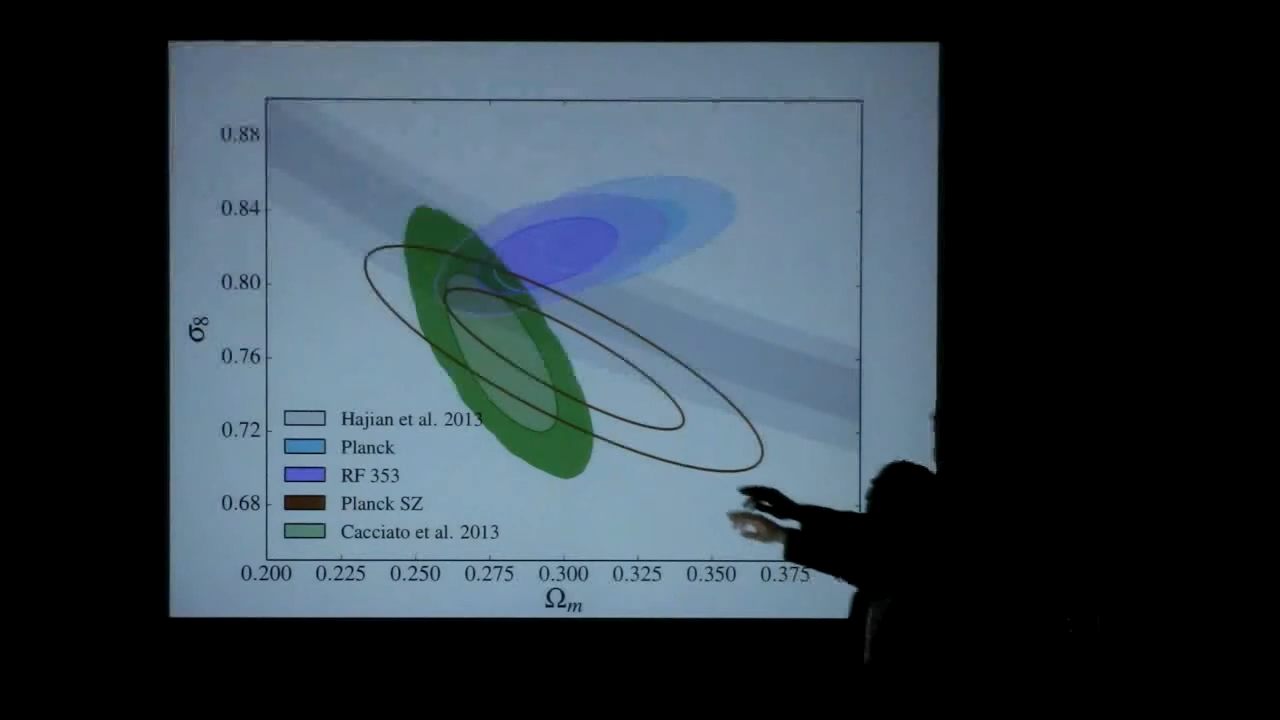 0.88
0.84
0.80
0.76
0.72
0.68
σ8
Hajian et al. 2013
Planck
RF 353
Planck SZ
Cacciato et al. 2013
0.200 0.225 0.250 0.275 0.300 0.325 0.350 0.375
Ωm